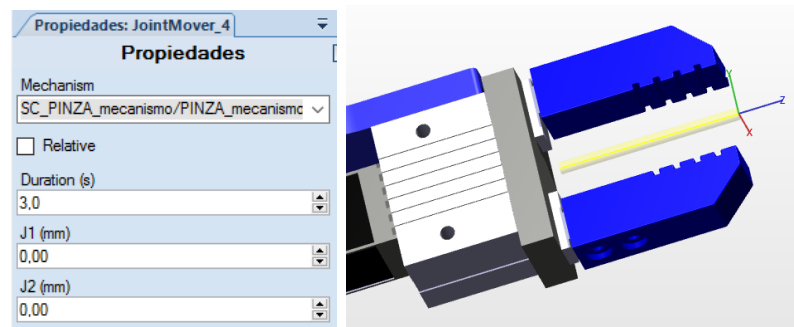 Propiedades: JointMover_4
Propiedades
Mechanism
SC_PINZA_mecanismo/PINZA_mecanismo
Relative
Duration (s)
3,0
J1 (mm)
0,00
J2 (mm)
0,00
Y
Z
X